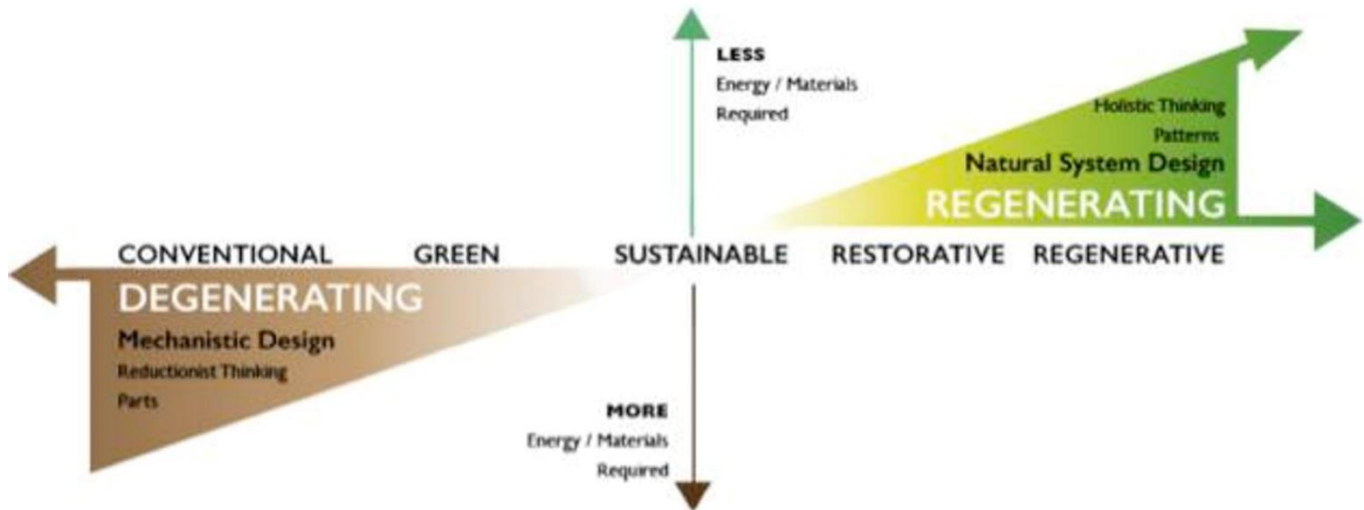 LESS
Energy / Materials
Required
Holistic Thinking
Patterns
Natural System Design
REGENERATING
CONVENTIONAL GREEN SUSTAINABLE RESTORATIVE REGENERATIVE
DEGENERATING
Mechanistic Design
Reductionist Thinking
Parts
MORE
Energy / Materials
Required